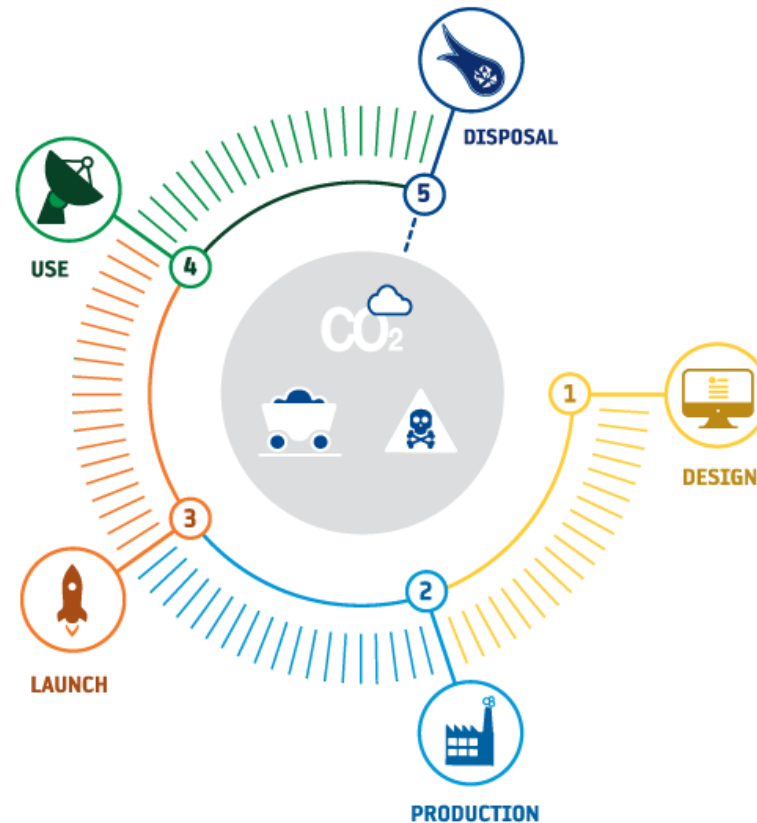 1
DESIGN
2
PRODUCTION
3
LAUNCH
4
USE
5
DISPOSAL
CO₂